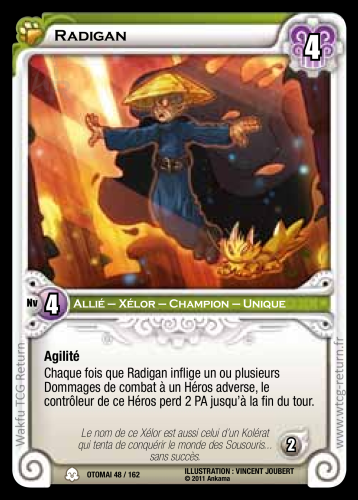 Radigan
4
Nv 4 Allié – Xélor – Champion – Unique
Agilité
Chaque fois que Radigan inflige un ou plusieurs
Dommages de combat à un Héros adverse, le
contrôleur de ce Héros perd 2 PA jusqu'à la fin du tour.
Le nom de ce Xélor est aussi celui d'un Kolérat
qui tenta de conquérir le monde des Sousouris...
sans succès.
2
OTOMAI 48 / 162
ILLUSTRATION : VINCENT JOUBERT
© 2011 Ankama
Wakfu TCG Return
www.wtcg-return.fr